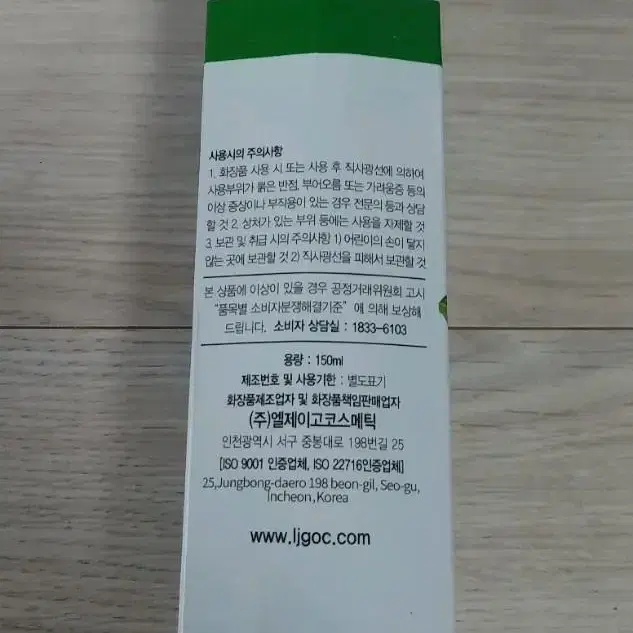 사용시의 주의사항
1. 화장품 사용 시 또는 사용 후 직사광선에 의하여
사용부위가 붉은 반점, 부어오름 또는 가려움증 등의
이상 증상이나 부작용이 있는 경우 전문의 등과 상담
할 것 2. 상처가 있는 부위 등에는 사용을 자제할 것
3. 보관 및 취급 시의 주의사항 1) 어린이의 손이 닿지
않는 곳에 보관할 것 2) 직사광선을 피해서 보관할 것
본 상품에 이상이 있을 경우 공정거래위원회 고시
"품목별 소비자분쟁해결기준" 에 의해 보상해
드립니다. 소비자 상담실 : 1833-6103
용량 : 150ml
제조번호 및 사용기한 : 별도표기
화장품제조업자 및 화장품책임판매업자
(주)엘제이고코스메틱
인천광역시 서구 중봉대로 198번길 25
[ISO 9001 인증업체, ISO 22716인증업체]
25,Jungbong-daero 198 beon-gil, Seo-gu,
Incheon,Korea
www.ljgoc.com